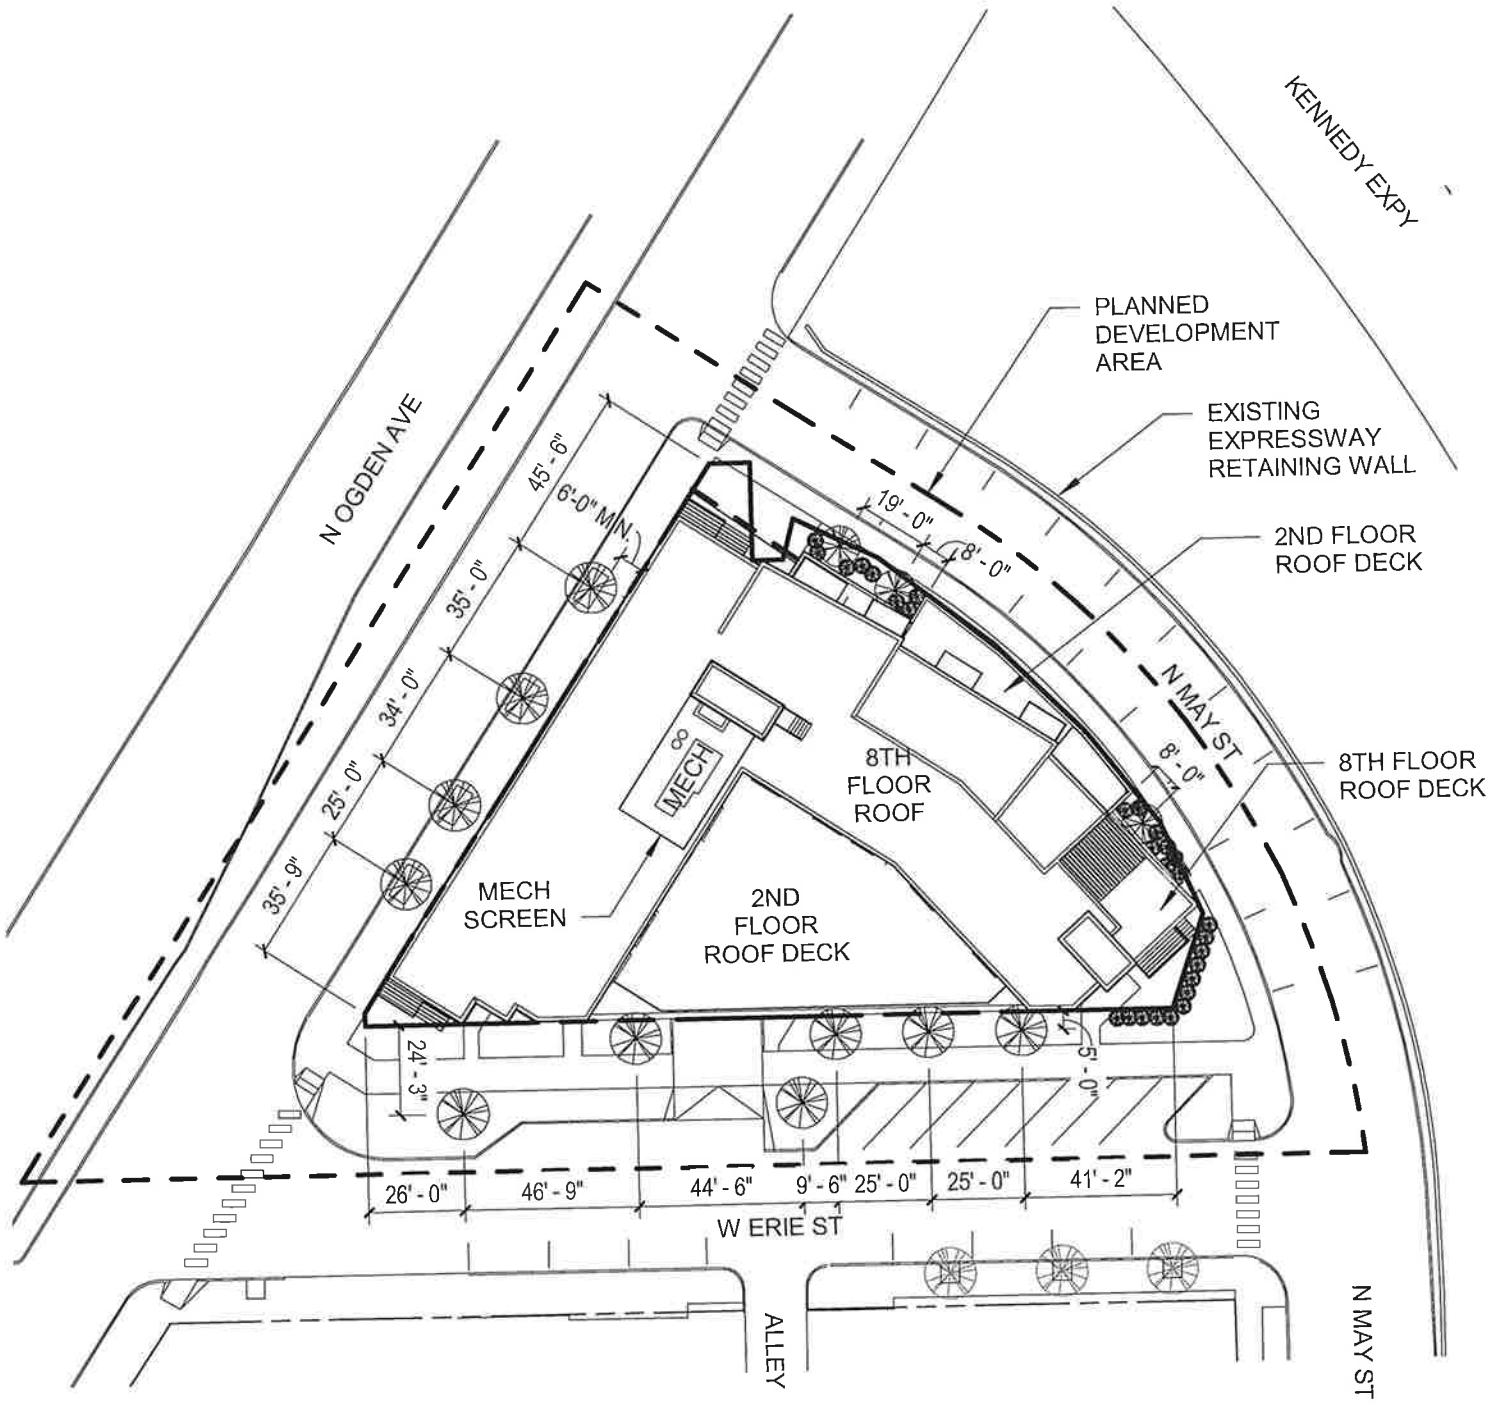 KENNEDY EXPY
PLANNED
DEVELOPMENT
AREA
EXISTING
EXPRESSWAY
RETAINING WALL
N OGDEN AVE
45' - 6"
6'-0" MIN.
19' - 0"
8' - 0"
2ND FLOOR
ROOF DECK
35' - 0"
34' - 0"
N MAY ST
8' - 0"
8TH FLOOR
ROOF DECK
25' - 0"
MECH
8TH
FLOOR
ROOF
35' - 9"
MECH
SCREEN
2ND
FLOOR
ROOF DECK
24' - 3"
5' - 0"
26' - 0"
46' - 9"
44' - 6"
9' - 6"
25' - 0"
25' - 0"
41' - 2"
W ERIE ST
ALLEY
N MAY ST